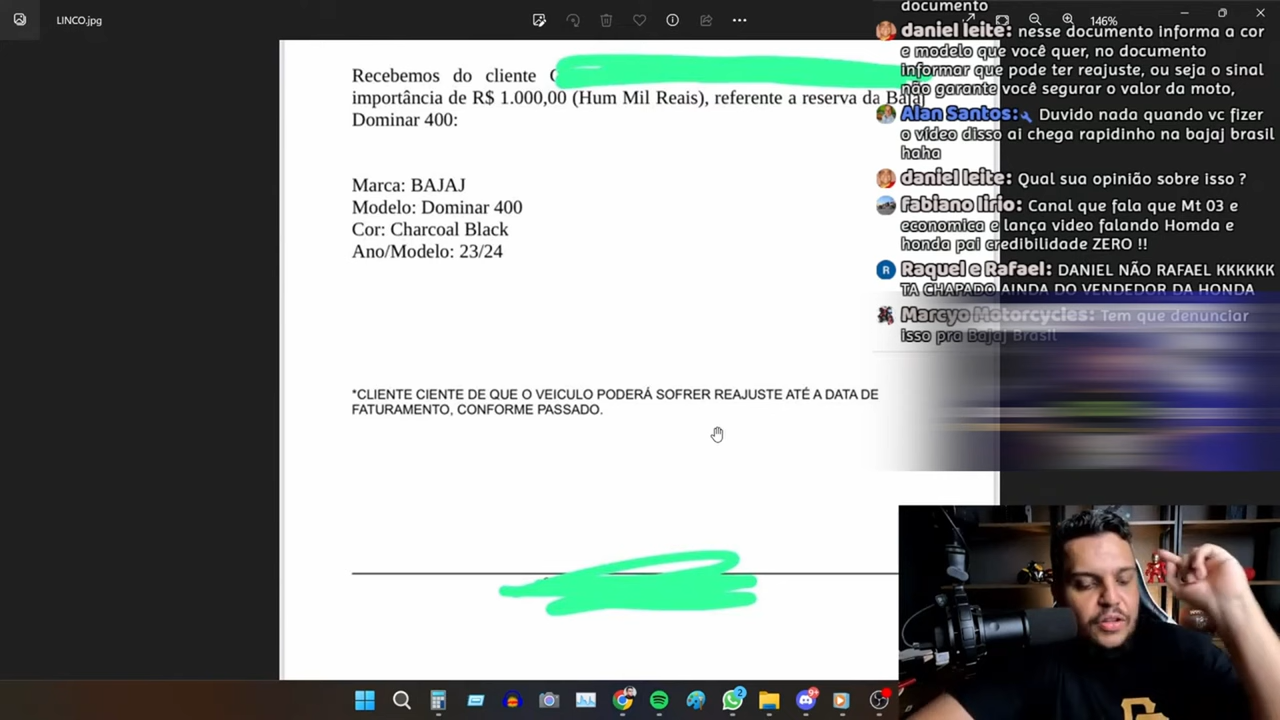 LINCO.jpg
146%
Recebemos do cliente
importância de R$ 1.000,00 (Hum Mil Reais), referente a reserva da Bajaj
Dominar 400:
Marca: BAJAJ
Modelo: Dominar 400
Cor: Charcoal Black
Ano/Modelo: 23/24
*CLIENTE CIENTE DE QUE O VEICULO PODERÁ SOFRER REAJUSTE ATÉ A DATA DE
FATURAMENTO, CONFORME PASSADO.
documento
daniel leite: nesse documento informa a cor
e modelo que você quer, no documento
informar que pode ter reajuste, ou seja o sinal
não garante você segurar o valor da moto,
Alan Santos: Duvido nada quando vc fizer
o vídeo disso ai chega rapidinho na bajaj brasil
haha
daniel leite: Qual sua opinião sobre isso ?
fabiano lirio: Canal que fala que Mt 03 e
economica e lança video falando Homda e
honda pai credibilidade ZERO !!
R Raquel e Rafael: DANIEL NÃO RAFAEL KKKKKK
TA CHAPADO AINDA DO VENDEDOR DA HONDA
Marcyo Motorcycles: Tem que denunciar
isso pra Bajaj Brasil
2